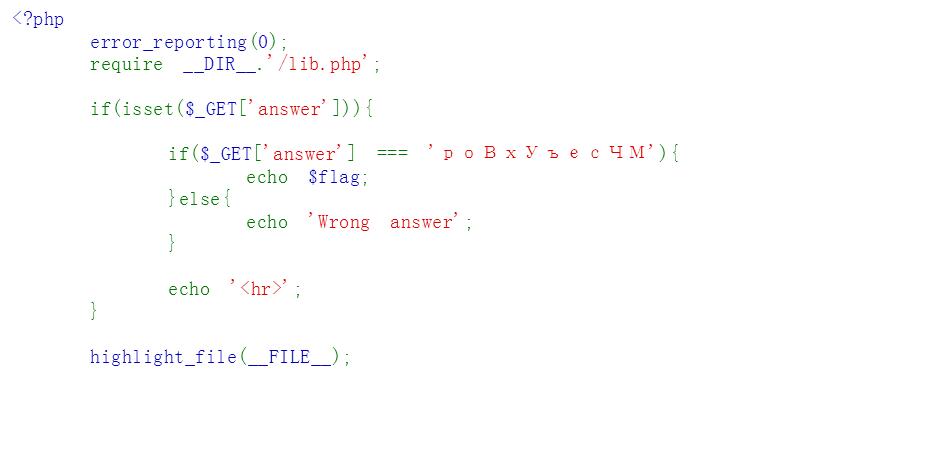 <?php
error_reporting(0);
require __DIR__.'/lib.php';
if(isset($_GET['answer'])){
if($_GET['answer'] === 'роВхУъесЧМ'){
echo $flag;
}else{
echo 'Wrong answer';
}
echo '<hr>';
}
highlight_file(__FILE__);